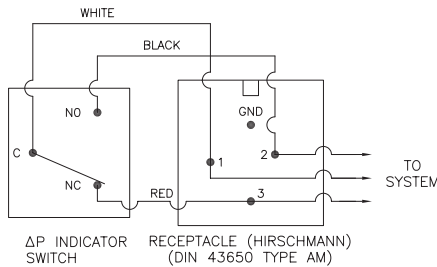 WHITE
BLACK
NO
GND
C
1
2
NC
RED
3
TO
SYSTEM
ΔP INDICATOR
SWITCH
RECEPTACLE (HIRSCHMANN)
(DIN 43650 TYPE AM)